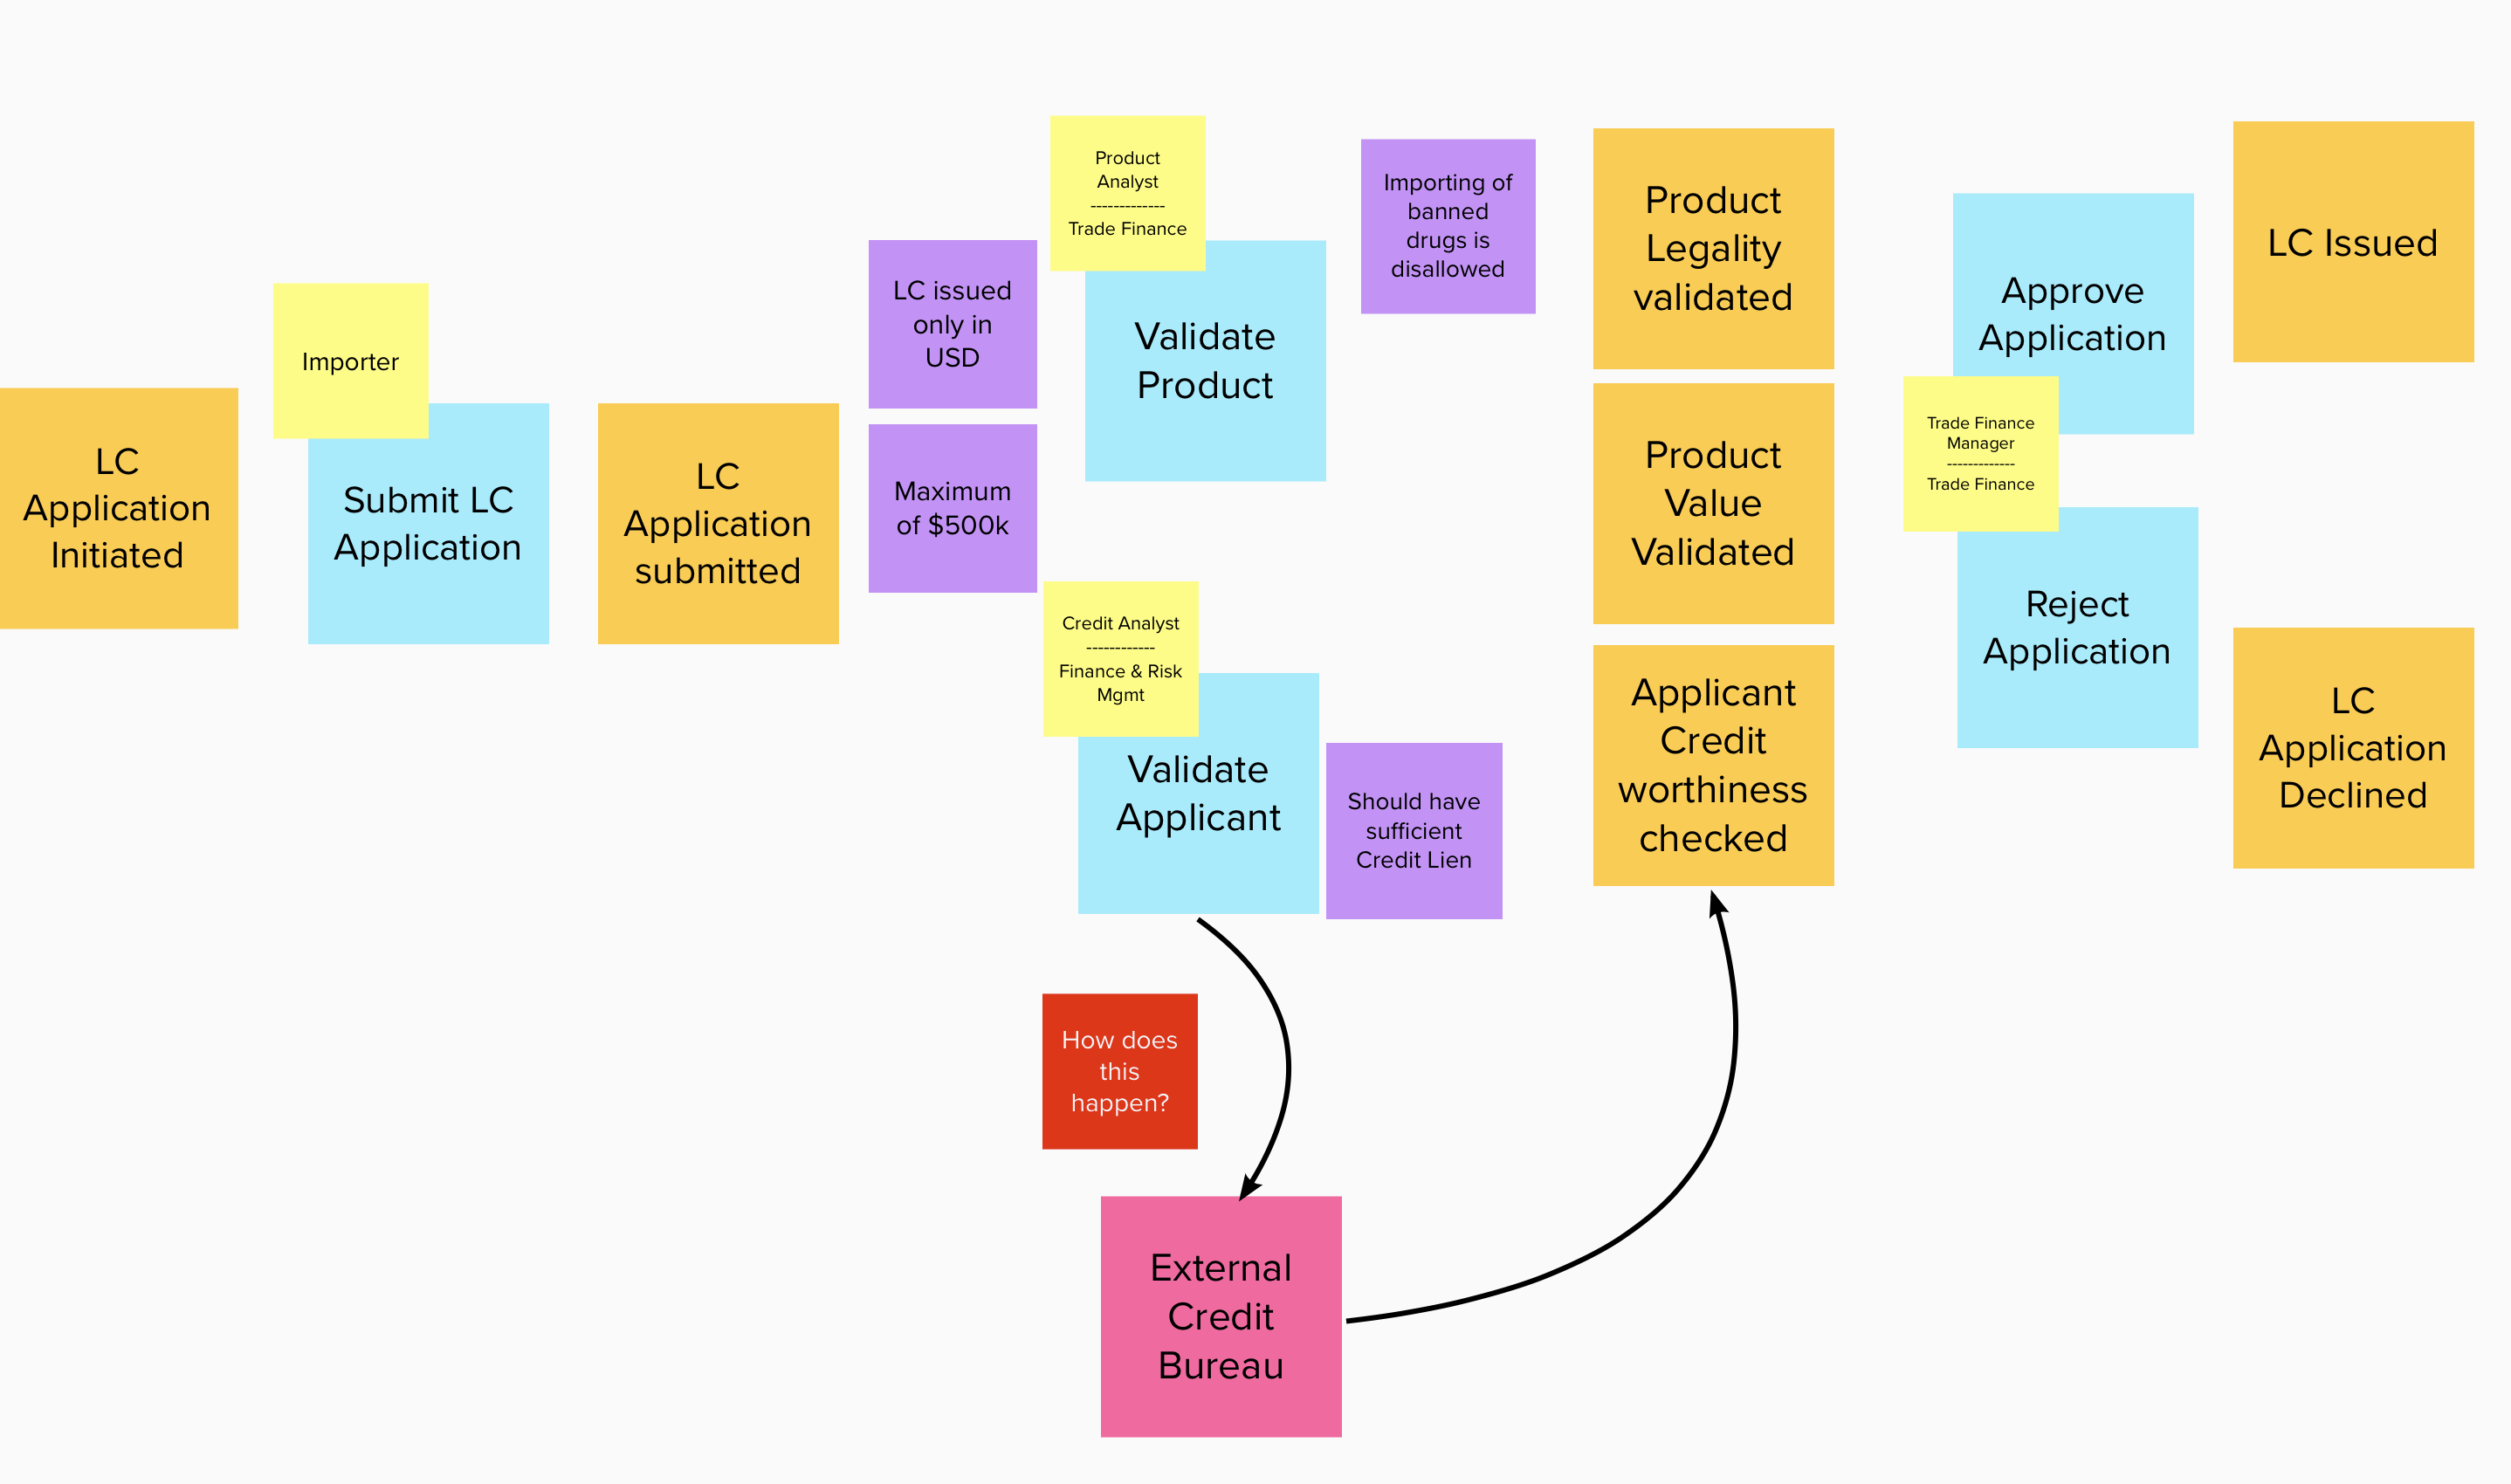 LC
Application
Initiated
Importer
Submit LC
Application
LC
Application
submitted
LC issued
only in
USD
Maximum
of $500k
Product
Analyst
-------------
Trade Finance
Validate
Product
Importing of
banned
drugs is
disallowed
Credit Analyst
------------
Finance & Risk
Mgmt
Validate
Applicant
Should have
sufficient
Credit Lien
How does
this
happen?
External
Credit
Bureau
Product
Legality
validated
Product
Value
Validated
Applicant
Credit
worthiness
checked
Approve
Application
Trade Finance
Manager
-------------
Trade Finance
Reject
Application
LC Issued
LC
Application
Declined